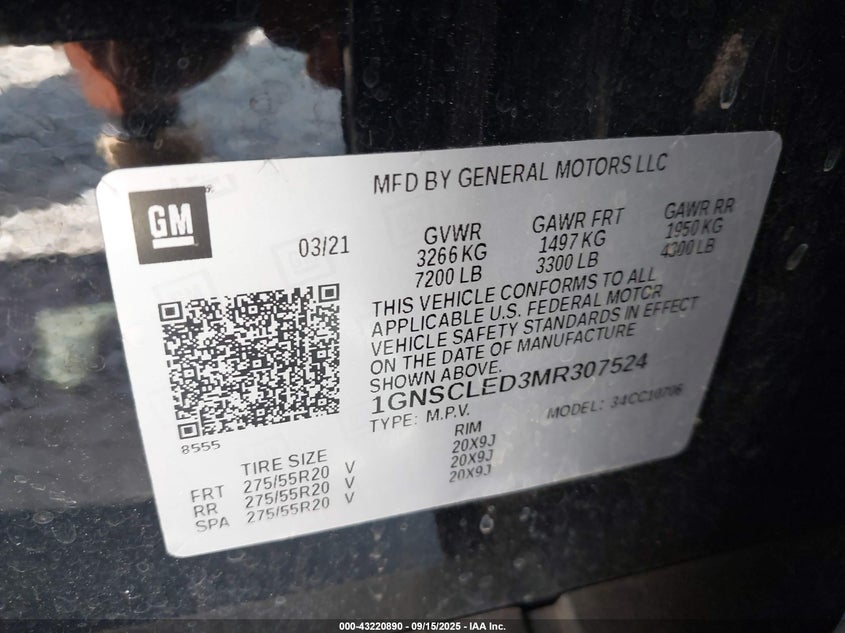 MFD BY GENERAL MOTORS LLC
GM
03/21
GVWR GAWR FRT GAWR RR
3266 KG 1497 KG 1950 KG
7200 LB 3300 LB 4300 LB
THIS VEHICLE CONFORMS TO ALL
APPLICABLE U.S. FEDERAL MOTOR
VEHICLE SAFETY STANDARDS IN EFFECT
ON THE DATE OF MANUFACTURE
SHOWN ABOVE.
1GNSCLED3MR307524
TYPE: M.P.V. MODEL: 34CC10706
8555
TIRE SIZE RIM
FRT 275/55R20 V 20X9J
RR 275/55R20 V 20X9J
SPA 275/55R20 V 20X9J
000-43220890 - 09/15/2025 - IAA Inc.